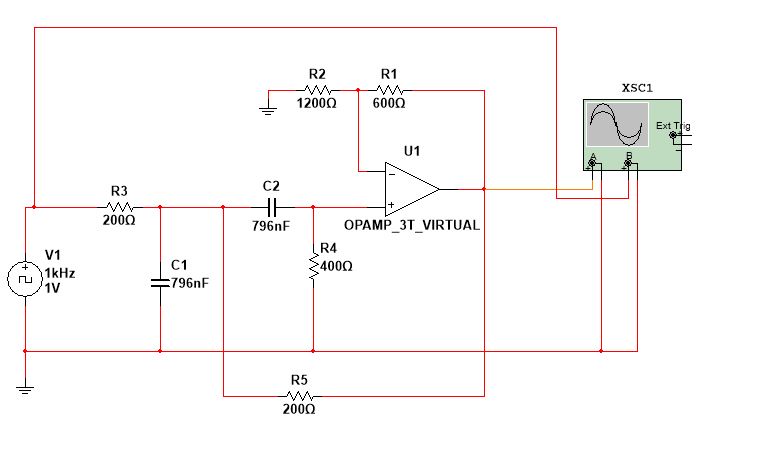 XSC1
R2
R1
1200Ω
600Ω
Ext Trig
+
A
B
+
-
+
-
U1
-
+
OPAMP_3T_VIRTUAL
C2
796nF
R3
200Ω
R4
400Ω
V1
+
1kHz
1V
C1
796nF
R5
200Ω